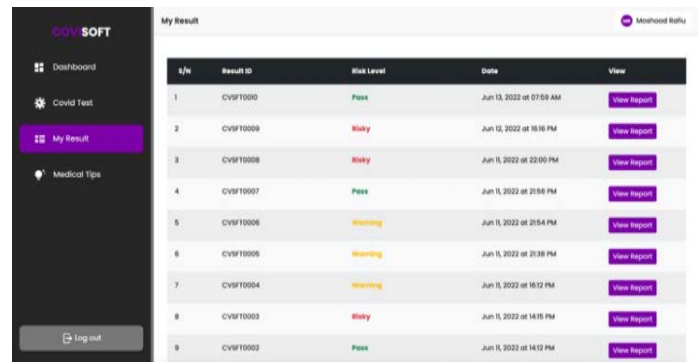 COVISOFT
My Result
MR Moshood Rafiu
Dashboard
Covid Test
My Result
Medical Tips
Log out
S/N Result ID Risk Level Date View
1 CVSFT0010 Pass Jun 13, 2022 at 07:59 AM View Report
2 CVSFT0009 Risky Jun 12, 2022 at 16:16 PM View Report
3 CVSFT0008 Risky Jun 11, 2022 at 22:00 PM View Report
4 CVSFT0007 Pass Jun 11, 2022 at 21:56 PM View Report
5 CVSFT0006 Warning Jun 11, 2022 at 21:54 PM View Report
6 CVSFT0005 Warning Jun 11, 2022 at 21:38 PM View Report
7 CVSFT0004 Warning Jun 11, 2022 at 16:12 PM View Report
8 CVSFT0003 Risky Jun 11, 2022 at 14:15 PM View Report
9 CVSFT0002 Pass Jun 11, 2022 at 14:12 PM View Report